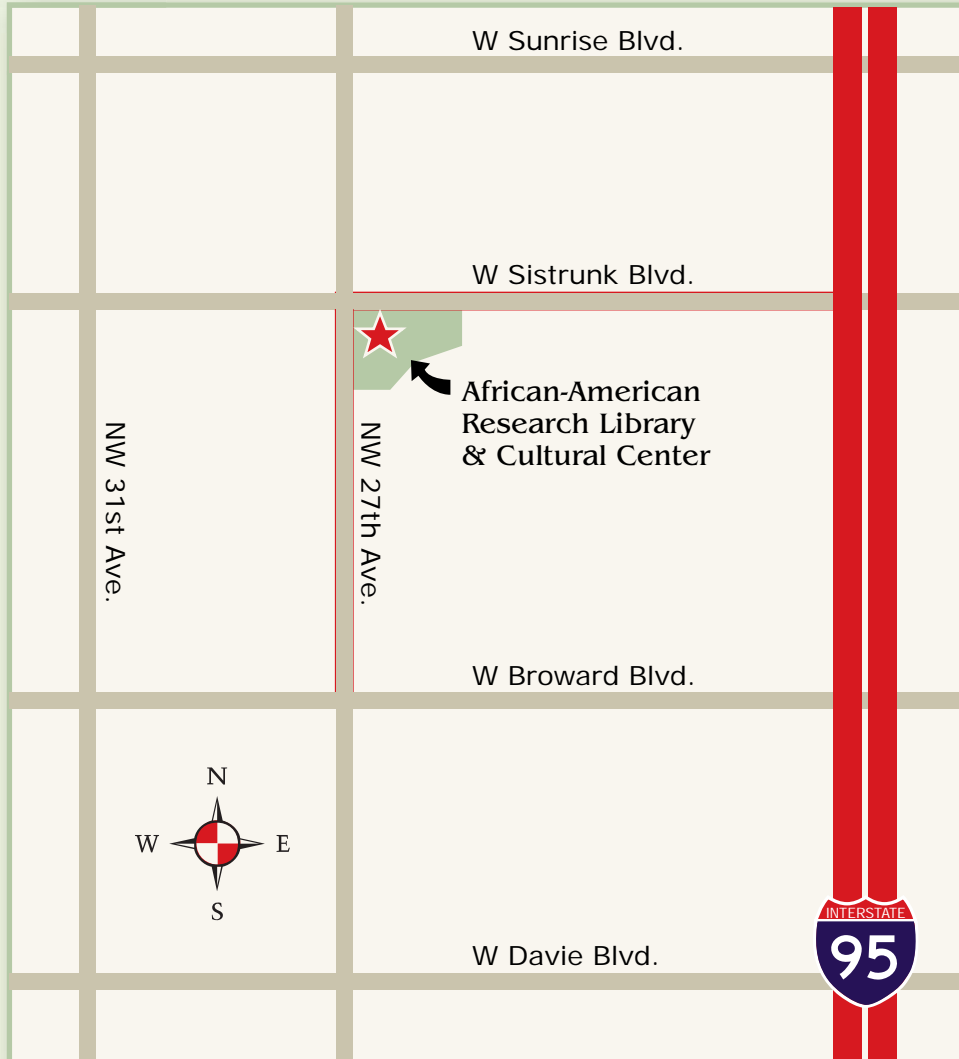 W Sunrise Blvd.
W Sistrunk Blvd.
African-American
Research Library
& Cultural Center
NW 31st Ave.
NW 27th Ave.
W Broward Blvd.
N
W
E
S
INTERSTATE
95
W Davie Blvd.